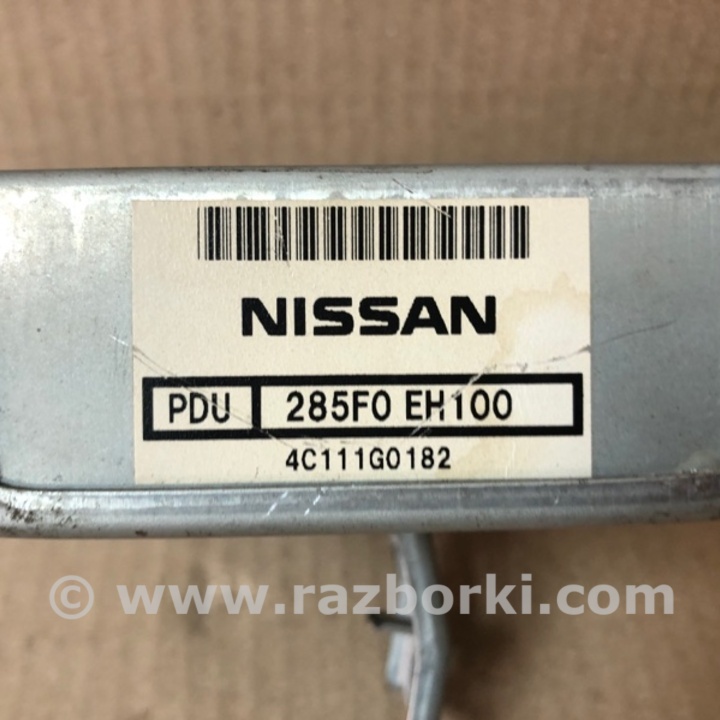 NISSAN
PDU 285F0 EH100
4C111G0182
© www.razborki.com